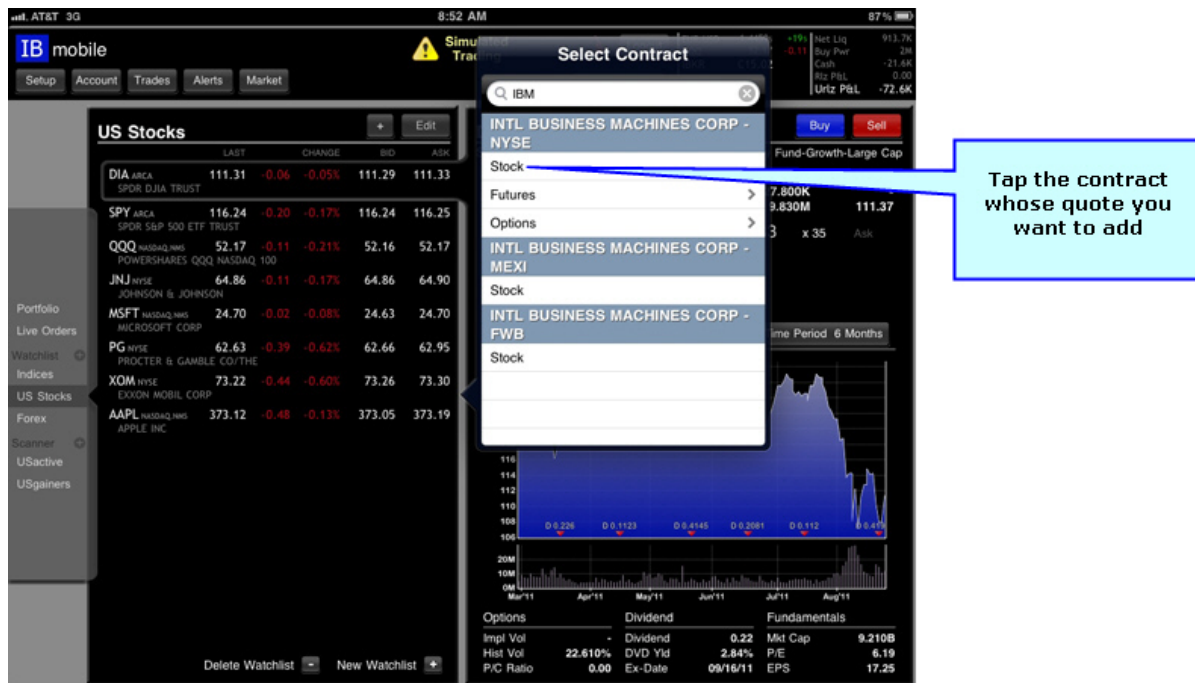 AT&T 3G 8:52 AM 87%
IB mobile
Simulated
Trading
Net Liq 913.7K
Buy Pwr 2M
Cash -21.6K
Rlz P&L 0.00
Urlz P&L -72.6K
Setup Account Trades Alerts Market
Select Contract
IBM
INTL BUSINESS MACHINES CORP -
NYSE
Stock
Futures
Options
INTL BUSINESS MACHINES CORP -
MEXI
Stock
INTL BUSINESS MACHINES CORP -
FWB
Stock
Tap the contract
whose quote you
want to add
US Stocks + Edit
LAST CHANGE BID ASK
DIA ARCA 111.31 -0.06 -0.05% 111.29 111.33
SPDR DJIA TRUST
SPY ARCA 116.24 -0.20 -0.17% 116.24 116.25
SPDR S&P 500 ETF TRUST
QQQ NASDAQ.NMS 52.17 -0.11 -0.21% 52.16 52.17
POWERSHARES QQQ NASDAQ 100
JNJ NYSE 64.86 -0.11 -0.17% 64.86 64.90
JOHNSON & JOHNSON
MSFT NASDAQ.NMS 24.70 -0.02 -0.08% 24.63 24.70
MICROSOFT CORP
PG NYSE 62.63 -0.39 -0.62% 62.66 62.95
PROCTER & GAMBLE CO/THE
XOM NYSE 73.22 -0.44 -0.60% 73.26 73.30
EXXON MOBIL CORP
AAPL NASDAQ.NMS 373.12 -0.48 -0.13% 373.05 373.19
APPLE INC
Portfolio
Live Orders
Watchlist
Indices
US Stocks
Forex
Scanner
USactive
USgainers
Delete Watchlist - New Watchlist +
Buy Sell
Fund-Growth-Large Cap
7.800K -
9.830M 111.37
x 35 Ask
Time Period 6 Months
116
114
112
110
108
106
D 0.226 D 0.1123 D 0.4145 D 0.2081 D 0.112 D 0.419
20M
10M
0M
Mar'11 Apr'11 May'11 Jun'11 Jul'11 Aug'11
Options Dividend Fundamentals
Impl Vol - Dividend 0.22 Mkt Cap 9.210B
Hist Vol 22.610% DVD Yld 2.84% P/E 6.19
P/C Ratio 0.00 Ex-Date 09/16/11 EPS 17.25